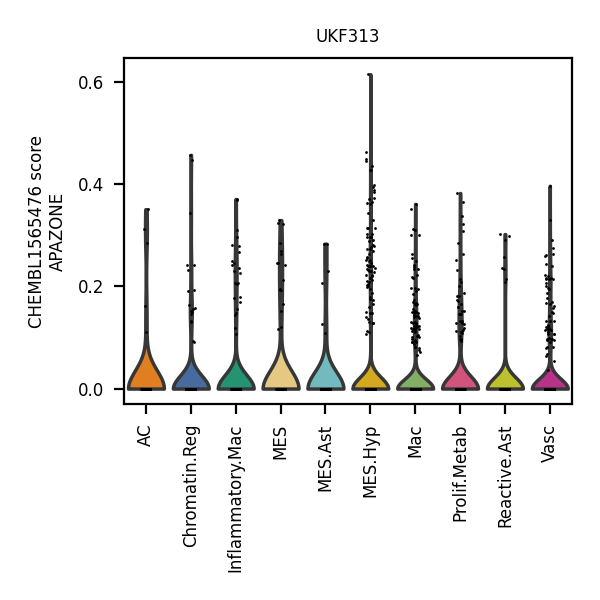 UKF313
CHEMBL1565476 score
APAZONE
0.6
0.4
0.2
0.0
AC
Chromatin.Reg
Inflammatory.Mac
MES
MES.Ast
MES.Hyp
Mac
Prolif.Metab
Reactive.Ast
Vasc